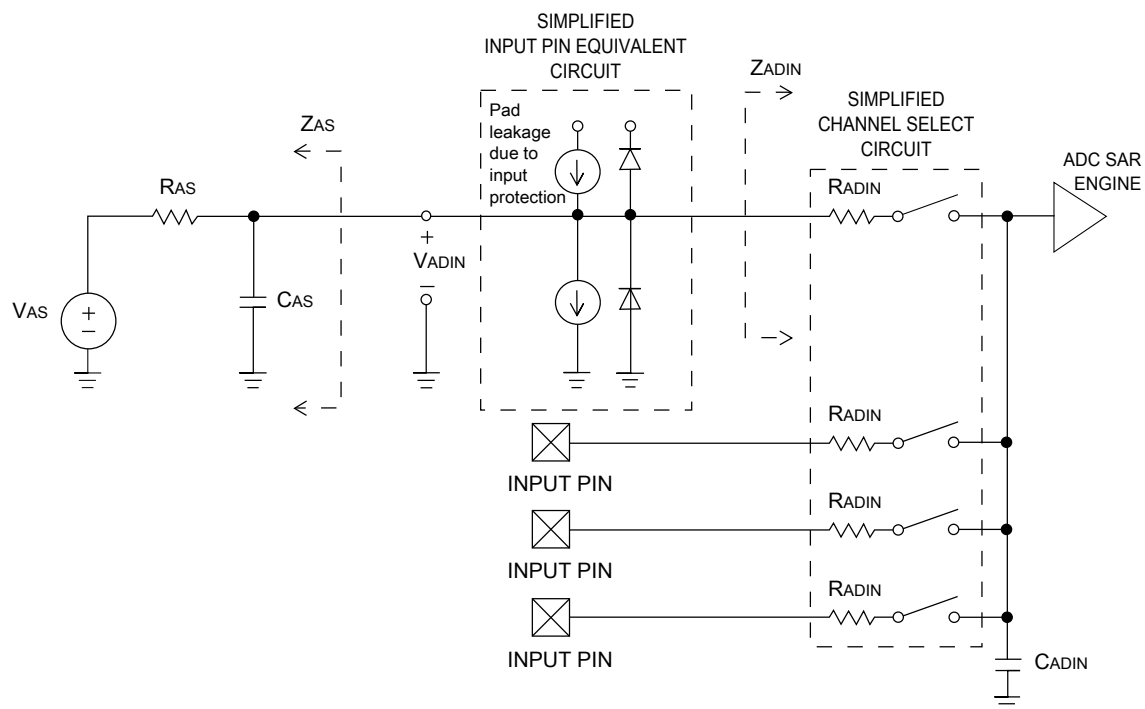 SIMPLIFIED
INPUT PIN EQUIVALENT
CIRCUIT
ZADIN
SIMPLIFIED
CHANNEL SELECT
CIRCUIT
ADC SAR
ENGINE
Pad
leakage
due to
input
protection
ZAS
RAS
RADIN
+
VADIN
–
CAS
VAS
+
–
RADIN
INPUT PIN
RADIN
INPUT PIN
RADIN
INPUT PIN
CADIN